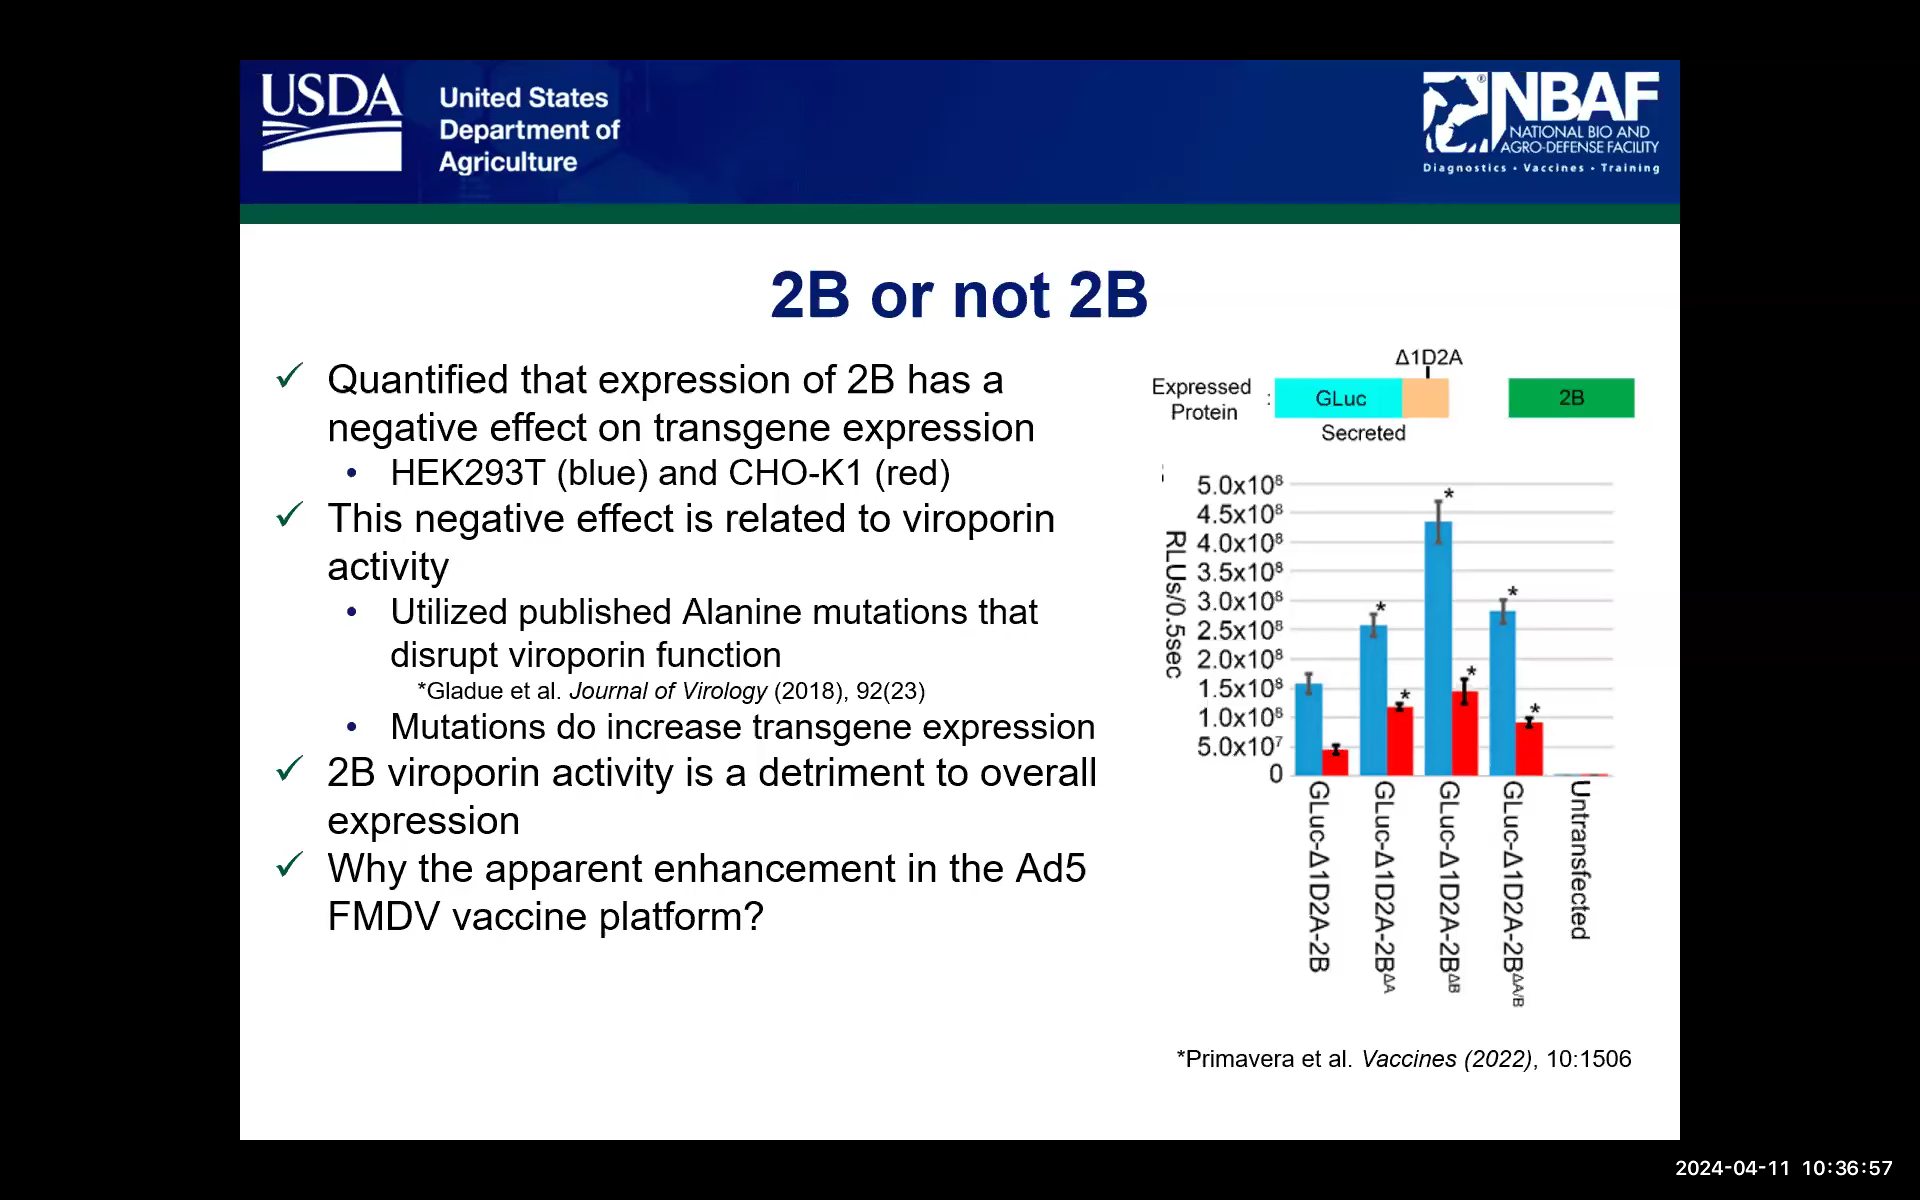 USDA
United States
Department of
Agriculture
®
NBAF
NATIONAL BIO AND
AGRO-DEFENSE FACILITY
Diagnostics • Vaccines • Training
2B or not 2B
✓ Quantified that expression of 2B has a
negative effect on transgene expression
• HEK293T (blue) and CHO-K1 (red)
✓ This negative effect is related to viroporin
activity
• Utilized published Alanine mutations that
disrupt viroporin function
*Gladue et al. Journal of Virology (2018), 92(23)
• Mutations do increase transgene expression
✓ 2B viroporin activity is a detriment to overall
expression
✓ Why the apparent enhancement in the Ad5
FMDV vaccine platform?
Δ1D2A
Expressed
Protein :
GLuc
2B
Secreted
RLUs/0.5sec
5.0x10⁸
4.5x10⁸
4.0x10⁸
3.5x10⁸
3.0x10⁸
2.5x10⁸
2.0x10⁸
1.5x10⁸
1.0x10⁸
5.0x10⁷
0
* * * * * *
GLuc-Δ1D2A-2B
GLuc-Δ1D2A-2B^ΔA
GLuc-Δ1D2A-2B^ΔB
GLuc-Δ1D2A-2B^ΔA/B
Untransfected
*Primavera et al. Vaccines (2022), 10:1506
2024-04-11 10:36:57